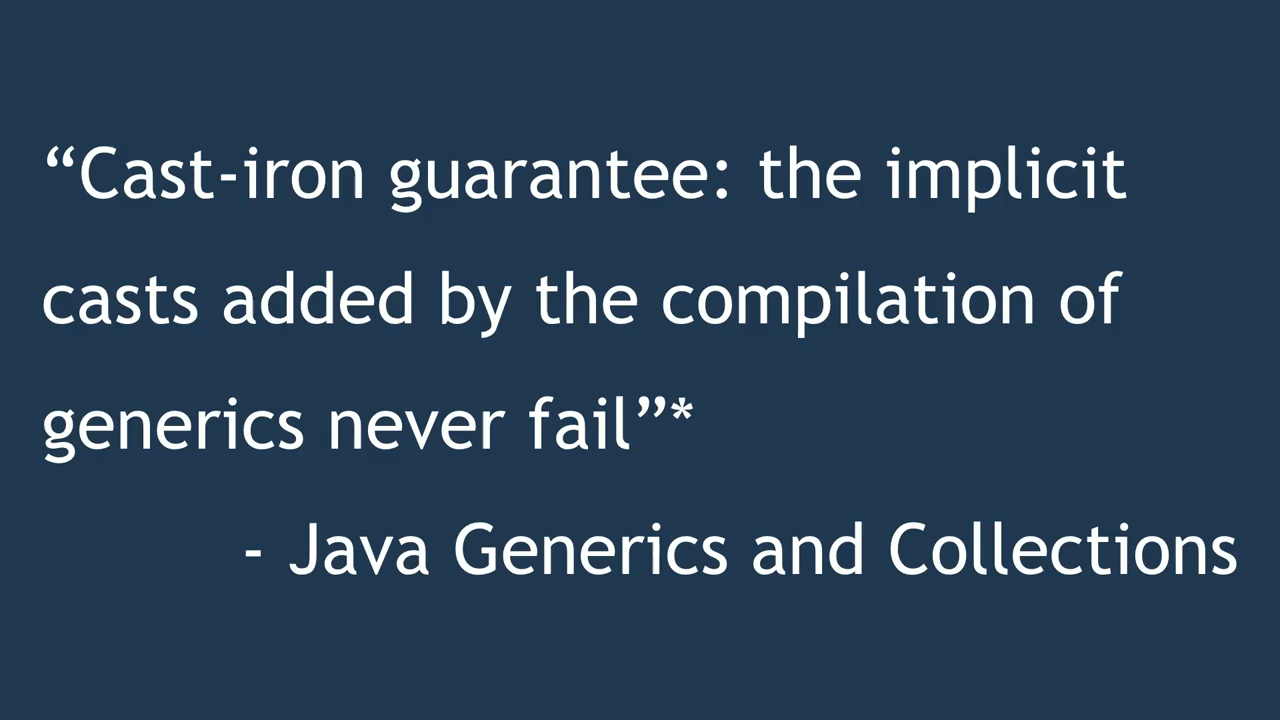 “Cast-iron guarantee: the implicit
casts added by the compilation of
generics never fail”*
- Java Generics and Collections